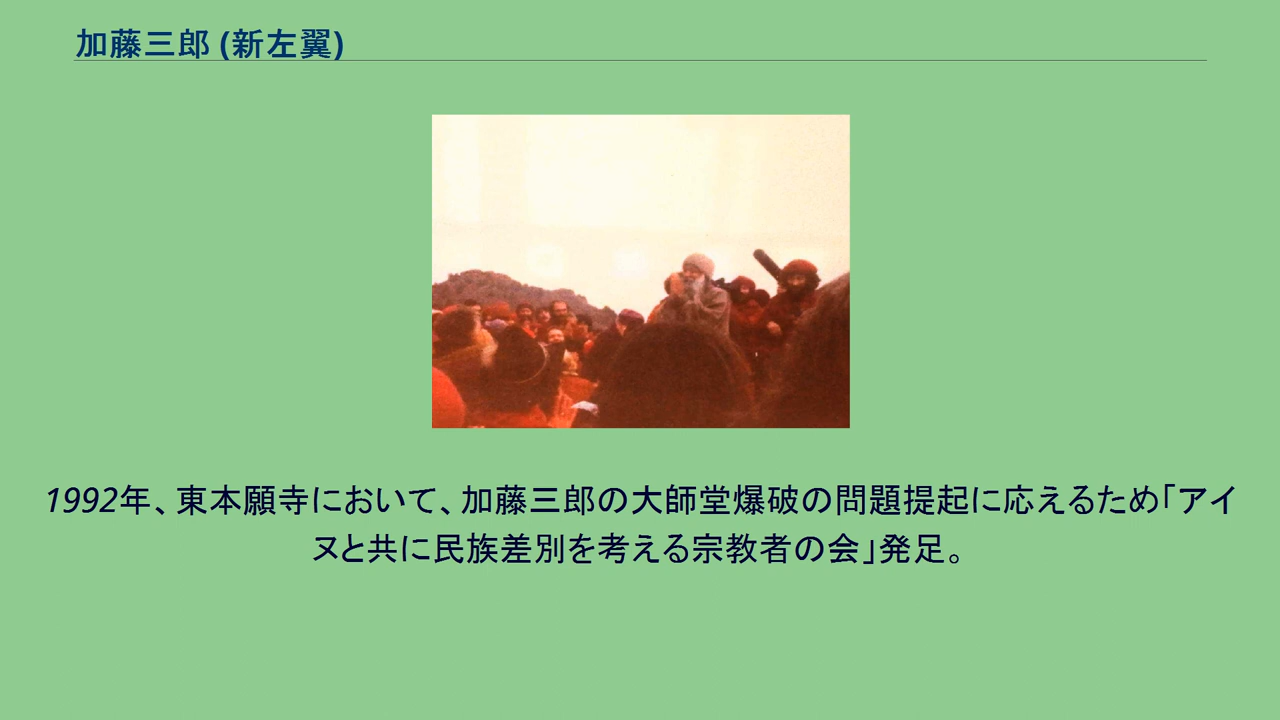 加藤三郎 (新左翼)
1992年、東本願寺において、加藤三郎の大師堂爆破の問題提起に応えるため｢アイ
ヌと共に民族差別を考える宗教者の会｣発足。